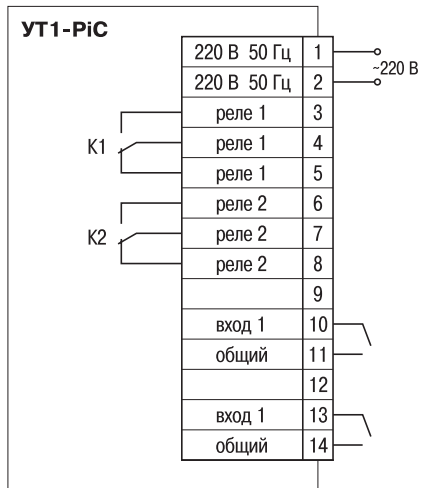 УТ1-PiC
220 В 50 Гц 1
220 В 50 Гц 2
~220 В
реле 1 3
К1 реле 1 4
реле 1 5
реле 2 6
К2 реле 2 7
реле 2 8
9
вход 1 10
общий 11
12
вход 1 13
общий 14